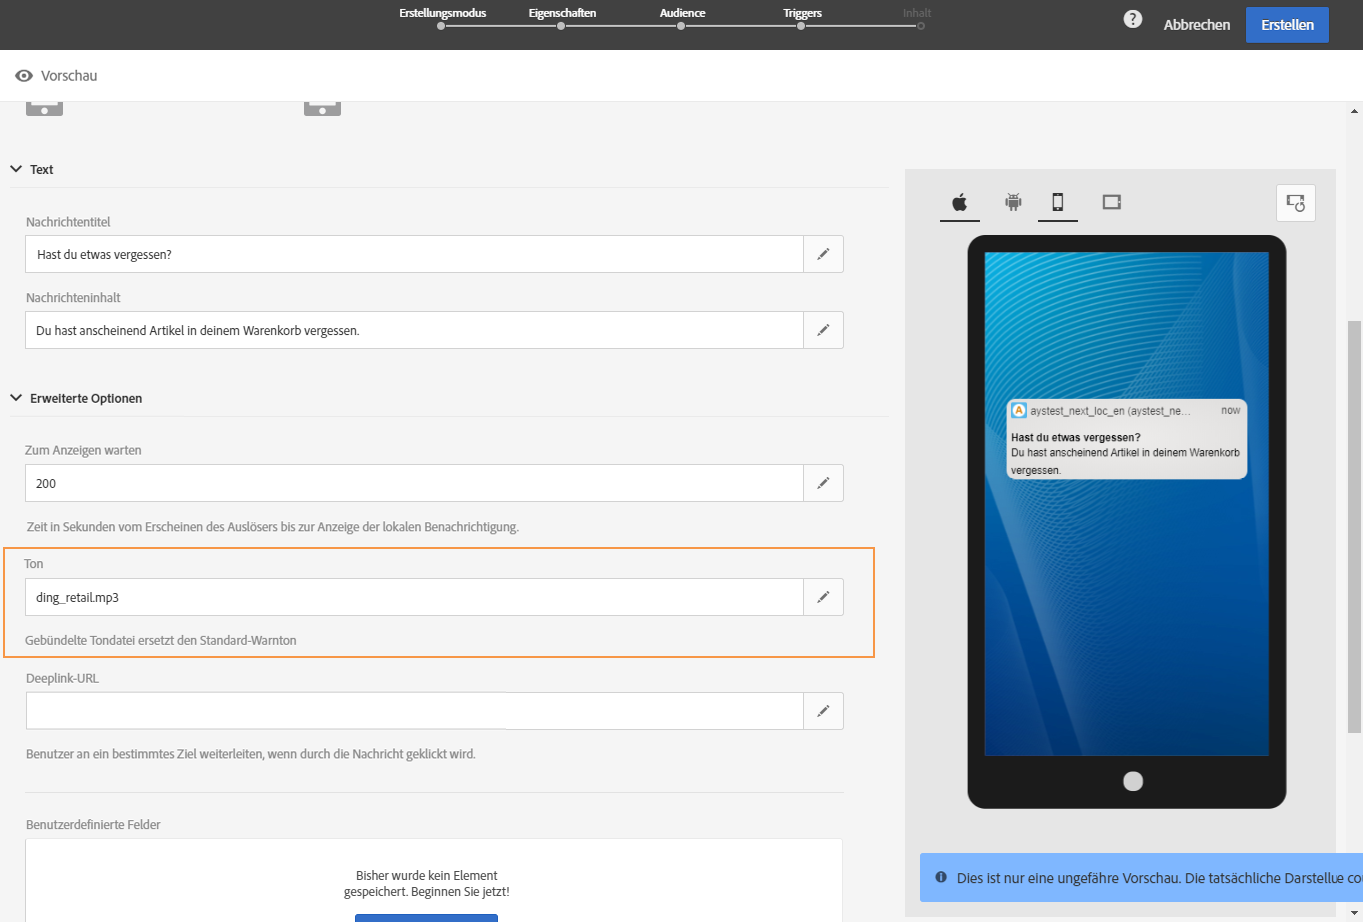 Erstellungsmodus
Eigenschaften
Audience
Triggers
Inhalt
Abbrechen
Erstellen
Vorschau
Text
Nachrichtentitel
Hast du etwas vergessen?
Nachrichteninhalt
Du hast anscheinend Artikel in deinem Warenkorb vergessen.
Erweiterte Optionen
Zum Anzeigen warten
200
Zeit in Sekunden vom Erscheinen des Auslösers bis zur Anzeige der lokalen Benachrichtigung.
Ton
ding_retail.mp3
Gebündelte Tondatei ersetzt den Standard-Warnton
Deeplink-URL
Benutzer an ein bestimmtes Ziel weiterleiten, wenn durch die Nachricht geklickt wird.
Benutzerdefinierte Felder
Bisher wurde kein Element
gespeichert. Beginnen Sie jetzt!
aystest_next_loc_en (aystest_ne... now
Hast du etwas vergessen?
Du hast anscheinend Artikel in deinem Warenkorb
vergessen.
Dies ist nur eine ungefähre Vorschau. Die tatsächliche